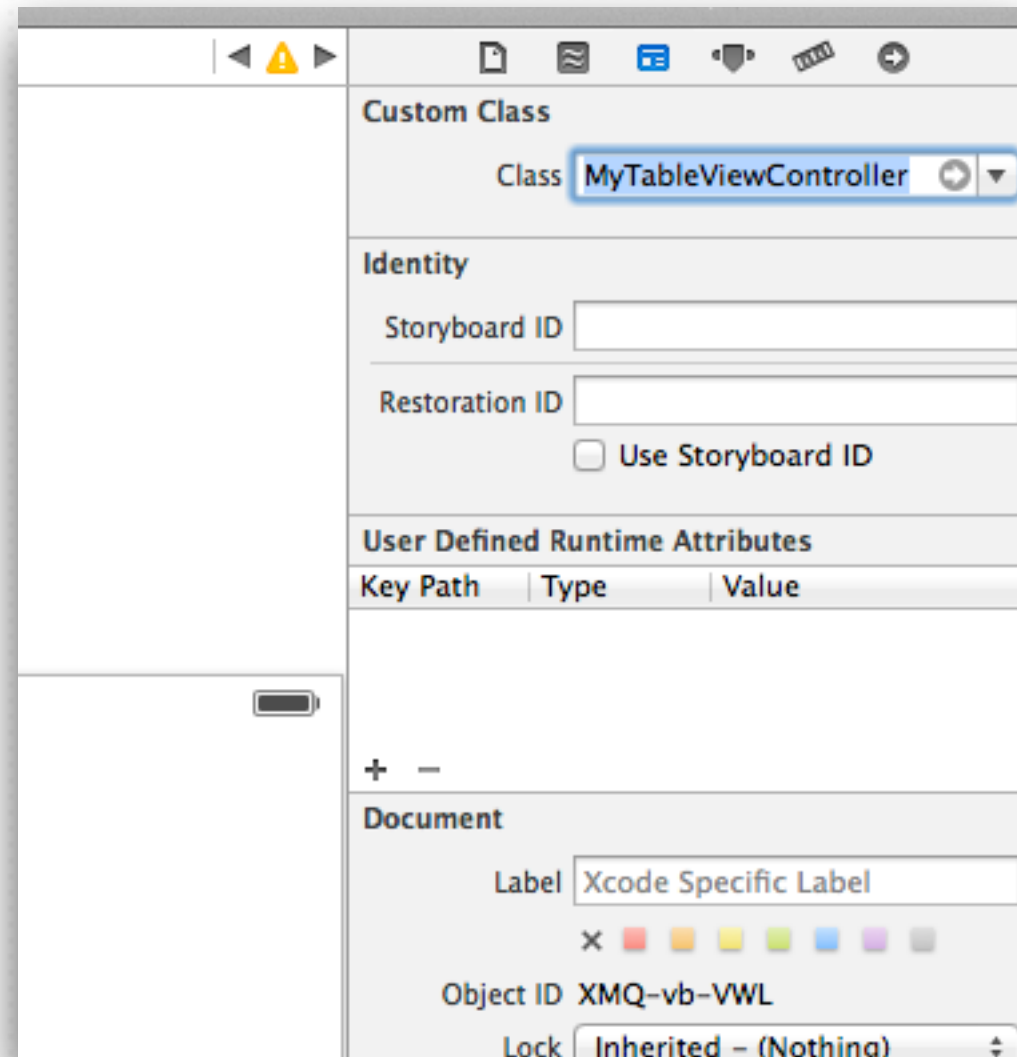 Custom Class
Class MyTableViewController
Identity
Storyboard ID
Restoration ID
Use Storyboard ID
User Defined Runtime Attributes
Key Path Type Value
Document
Label Xcode Specific Label
Object ID XMQ-vb-VWL
Lock Inherited - (Nothing)